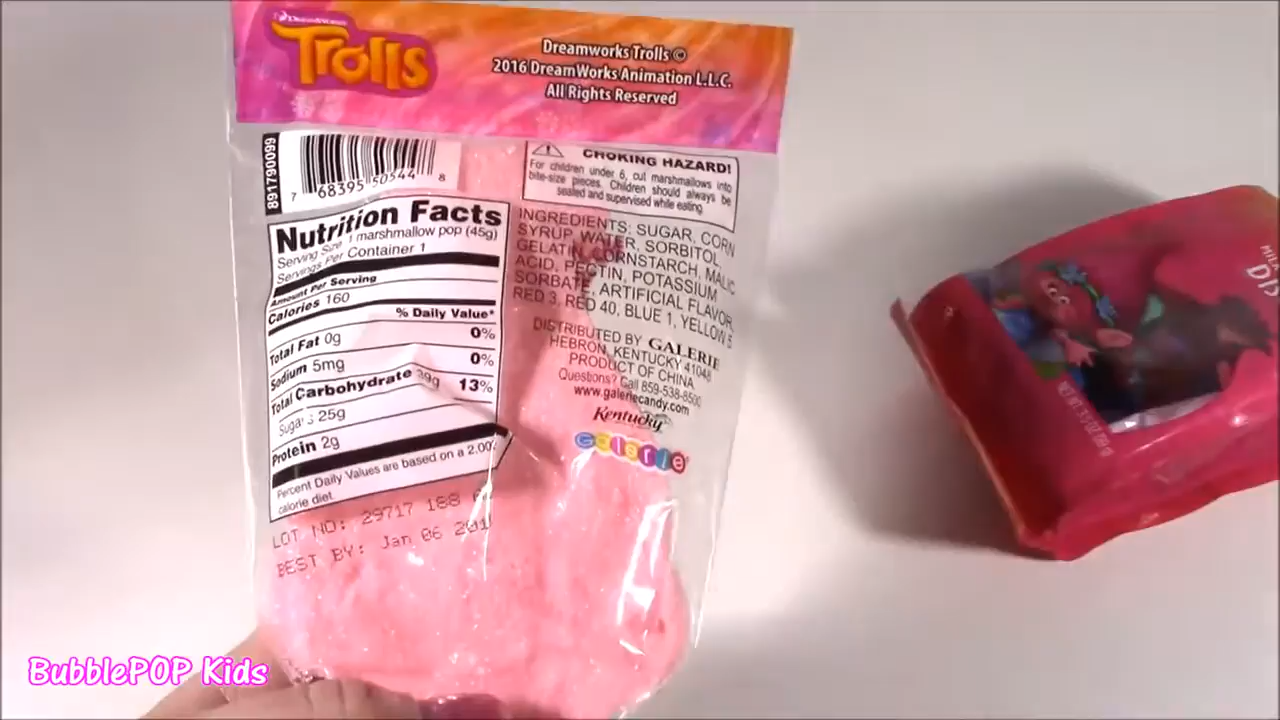 DreamWorks
Trolls
Dreamworks Trolls ©
2016 DreamWorks Animation L.L.C.
All Rights Reserved
891790099
7 68395 50544 8
CHOKING HAZARD!
For children under 6, cut marshmallows into
bite-size pieces. Children should always be
seated and supervised while eating.
Nutrition Facts
Serving Size 1 marshmallow pop (45g)
Servings Per Container 1
Amount Per Serving
Calories 160
% Daily Value*
Total Fat 0g 0%
Sodium 5mg 0%
Total Carbohydrate 39g 13%
Sugars 25g
Protein 2g
Percent Daily Values are based on a
calorie diet.
INGREDIENTS: SUGAR, CORN
SYRUP, WATER, SORBITOL
GELATIN, CORNSTARCH, MALIC
ACID, PECTIN, POTASSIUM
SORBATE, ARTIFICIAL FLAVOR,
RED 3, RED 40, BLUE 1, YELLOW 5
DISTRIBUTED BY GALERIE
HEBRON, KENTUCKY 41048
PRODUCT OF CHINA
Questions? Call 859-538-8500
www.galeriecandy.com
Kentucky
galerie
LOT NO: 29717 188
BEST BY: Jan 06
BubblePOP Kids